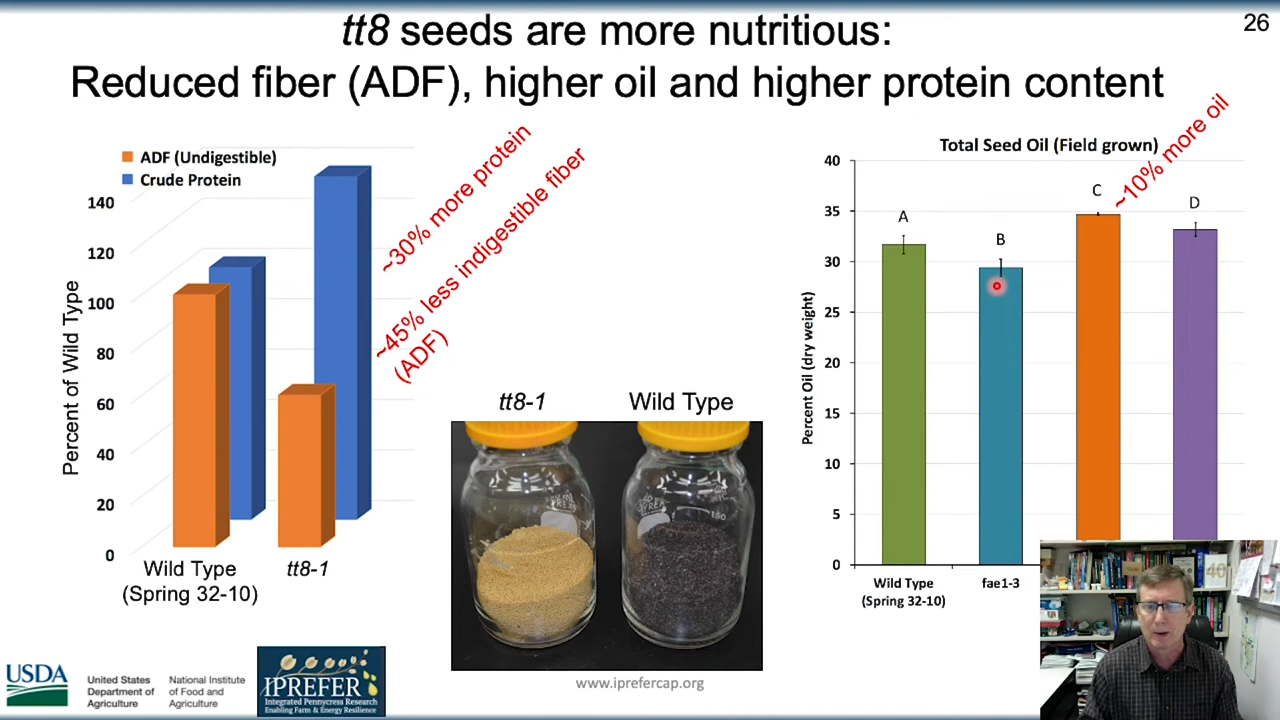 26
tt8 seeds are more nutritious:
Reduced fiber (ADF), higher oil and higher protein content
ADF (Undigestible)
Crude Protein
140
120
100
80
60
40
20
0
Percent of Wild Type
Wild Type
(Spring 32-10)
tt8-1
~30% more protein
~45% less indigestible fiber
(ADF)
tt8-1
Wild Type
www.iprefercap.org
Total Seed Oil (Field grown)
~10% more oil
40
35
30
25
20
15
10
5
0
Percent Oil (dry weight)
A
B
C
D
Wild Type
(Spring 32-10)
fae1-3
USDA
United States
Department of
Agriculture
National Institute
of Food and
Agriculture
IPREFER
Integrated Pennycress Research
Enabling Farm & Energy Resilience
150
40